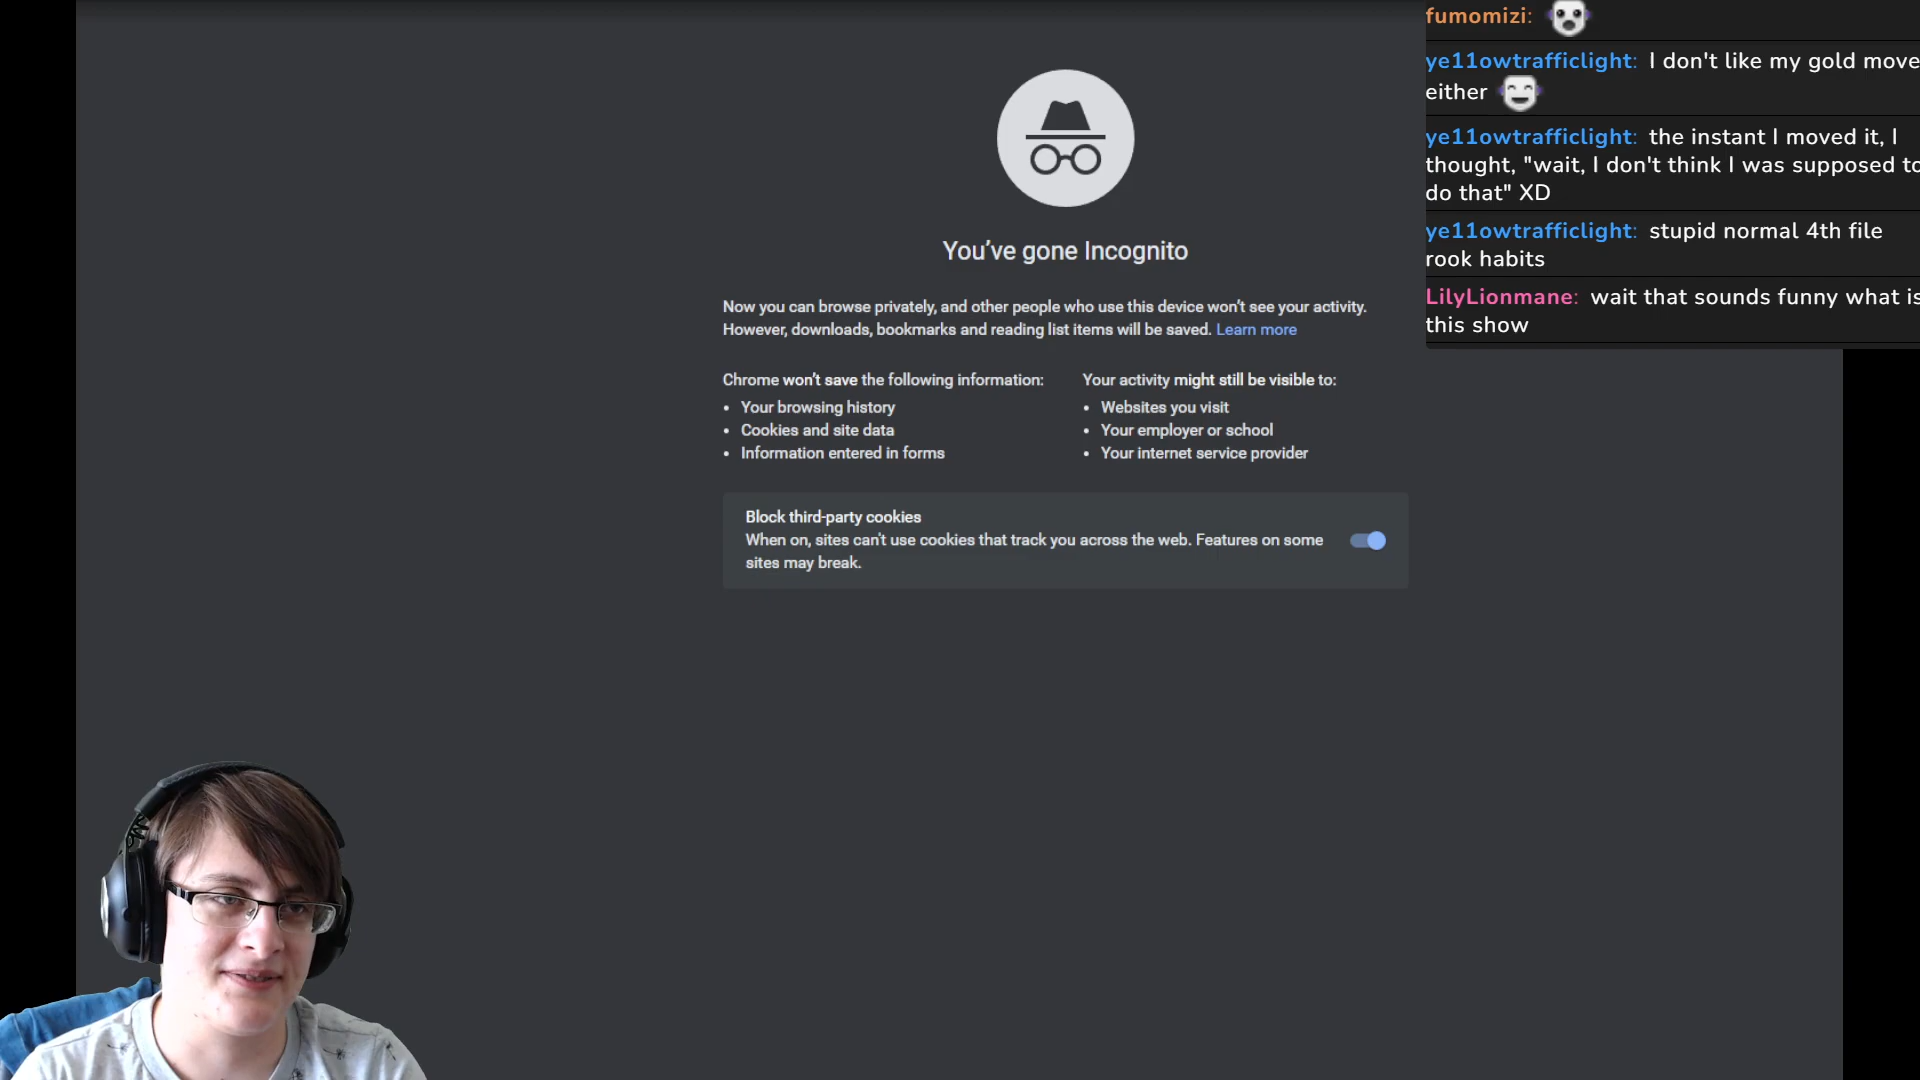 You've gone Incognito
Now you can browse privately, and other people who use this device won't see your activity.
However, downloads, bookmarks and reading list items will be saved. Learn more
Chrome won't save the following information:
• Your browsing history
• Cookies and site data
• Information entered in forms
Your activity might still be visible to:
• Websites you visit
• Your employer or school
• Your internet service provider
Block third-party cookies
When on, sites can't use cookies that track you across the web. Features on some
sites may break.
fumomizi:
ye11owtrafficlight: I don't like my gold move
either
ye11owtrafficlight: the instant I moved it, I
thought, "wait, I don't think I was supposed to
do that" XD
ye11owtrafficlight: stupid normal 4th file
rook habits
LilyLionmane: wait that sounds funny what is
this show